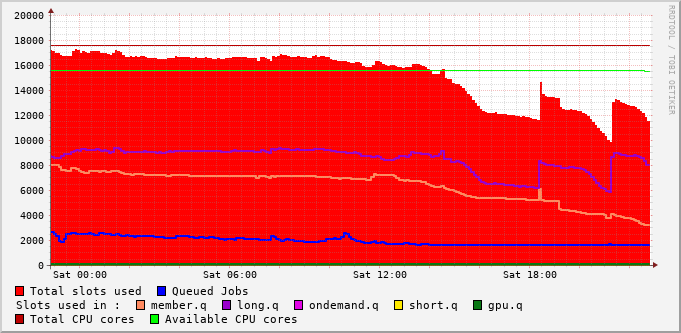 20000
18000
16000
14000
12000
10000
8000
6000
4000
2000
0
Sat 00:00 Sat 06:00 Sat 12:00 Sat 18:00
RRDTOOL / TOBI OETIKER
Total slots used Queued Jobs
Slots used in : member.q long.q ondemand.q short.q gpu.q
Total CPU cores Available CPU cores